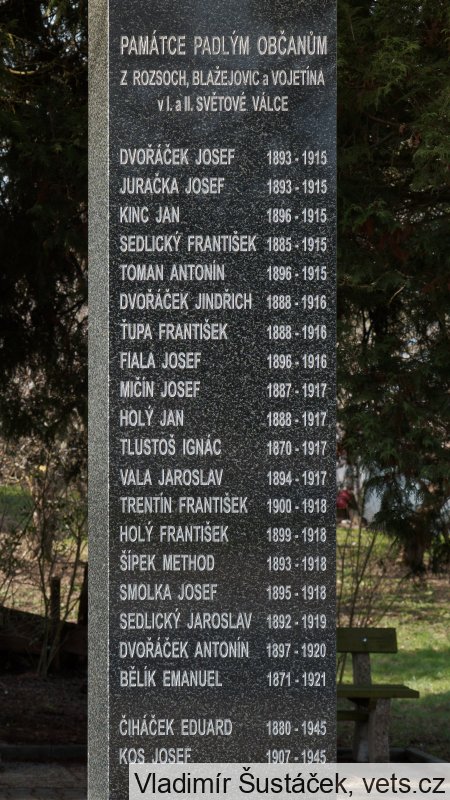 PAMÁTCE PADLÝM OBČANŮM
Z ROZSOCH, BLAŽEJOVIC a VOJETÍNA
v I. a II. SVĚTOVÉ VÁLCE
DVOŘÁČEK JOSEF 1893 - 1915
JURAČKA JOSEF 1893 - 1915
KINC JAN 1896 - 1915
SEDLICKÝ FRANTIŠEK 1885 - 1915
TOMAN ANTONÍN 1896 - 1915
DVOŘÁČEK JINDŘICH 1888 - 1916
ŤUPA FRANTIŠEK 1888 - 1916
FIALA JOSEF 1896 - 1916
MIČÍN JOSEF 1887 - 1917
HOLÝ JAN 1888 - 1917
TLUSTOŠ IGNÁC 1870 - 1917
VALA JAROSLAV 1894 - 1917
TRENTÍN FRANTIŠEK 1900 - 1918
HOLÝ FRANTIŠEK 1899 - 1918
ŠÍPEK METHOD 1893 - 1918
SMOLKA JOSEF 1895 - 1918
SEDLICKÝ JAROSLAV 1892 - 1919
DVOŘÁČEK ANTONÍN 1897 - 1920
BĚLÍK EMANUEL 1871 - 1921
ČIHÁČEK EDUARD 1880 - 1945
KOS JOSEF 1907 - 1945
Vladimír Šustáček, vets.cz